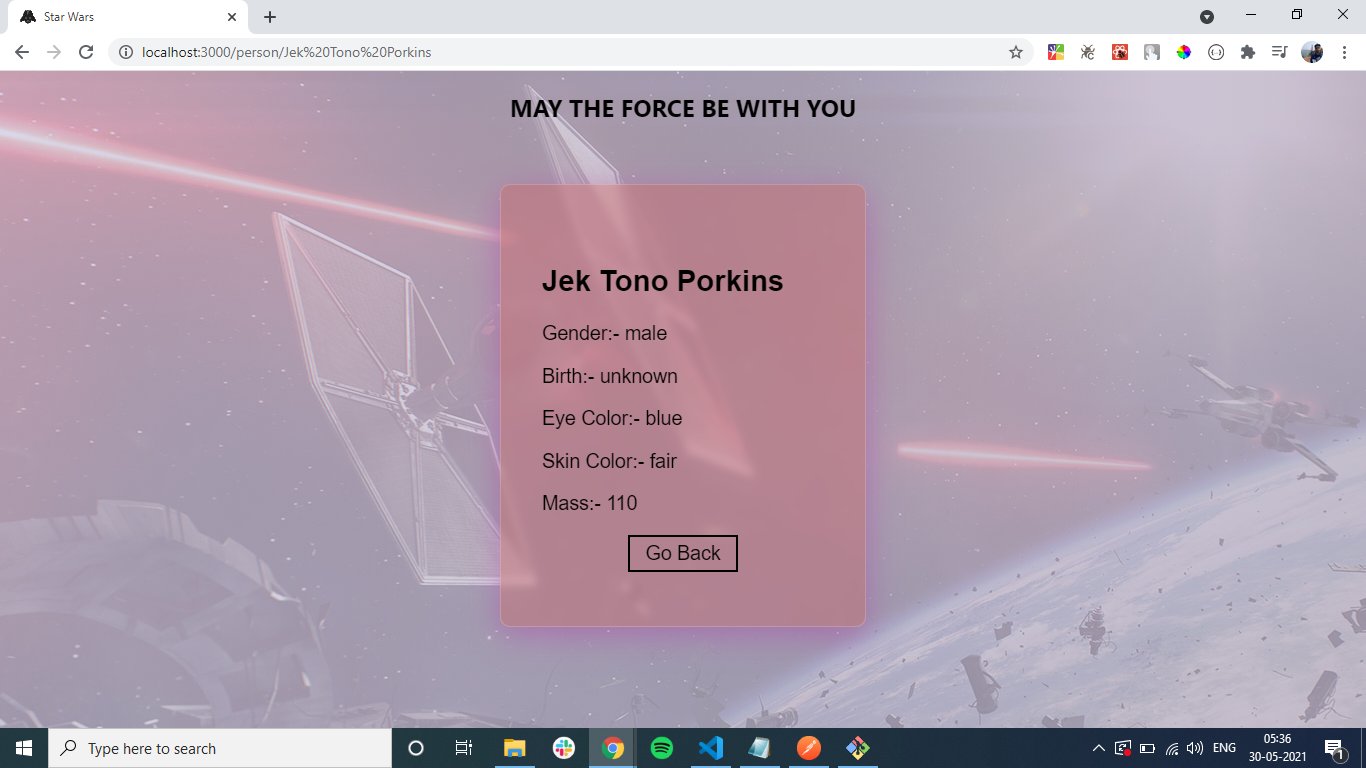 Star Wars
localhost:3000/person/Jek%20Tono%20Porkins
MAY THE FORCE BE WITH YOU
Jek Tono Porkins
Gender:- male
Birth:- unknown
Eye Color:- blue
Skin Color:- fair
Mass:- 110
Go Back
Type here to search
ENG
05:36
30-05-2021
1